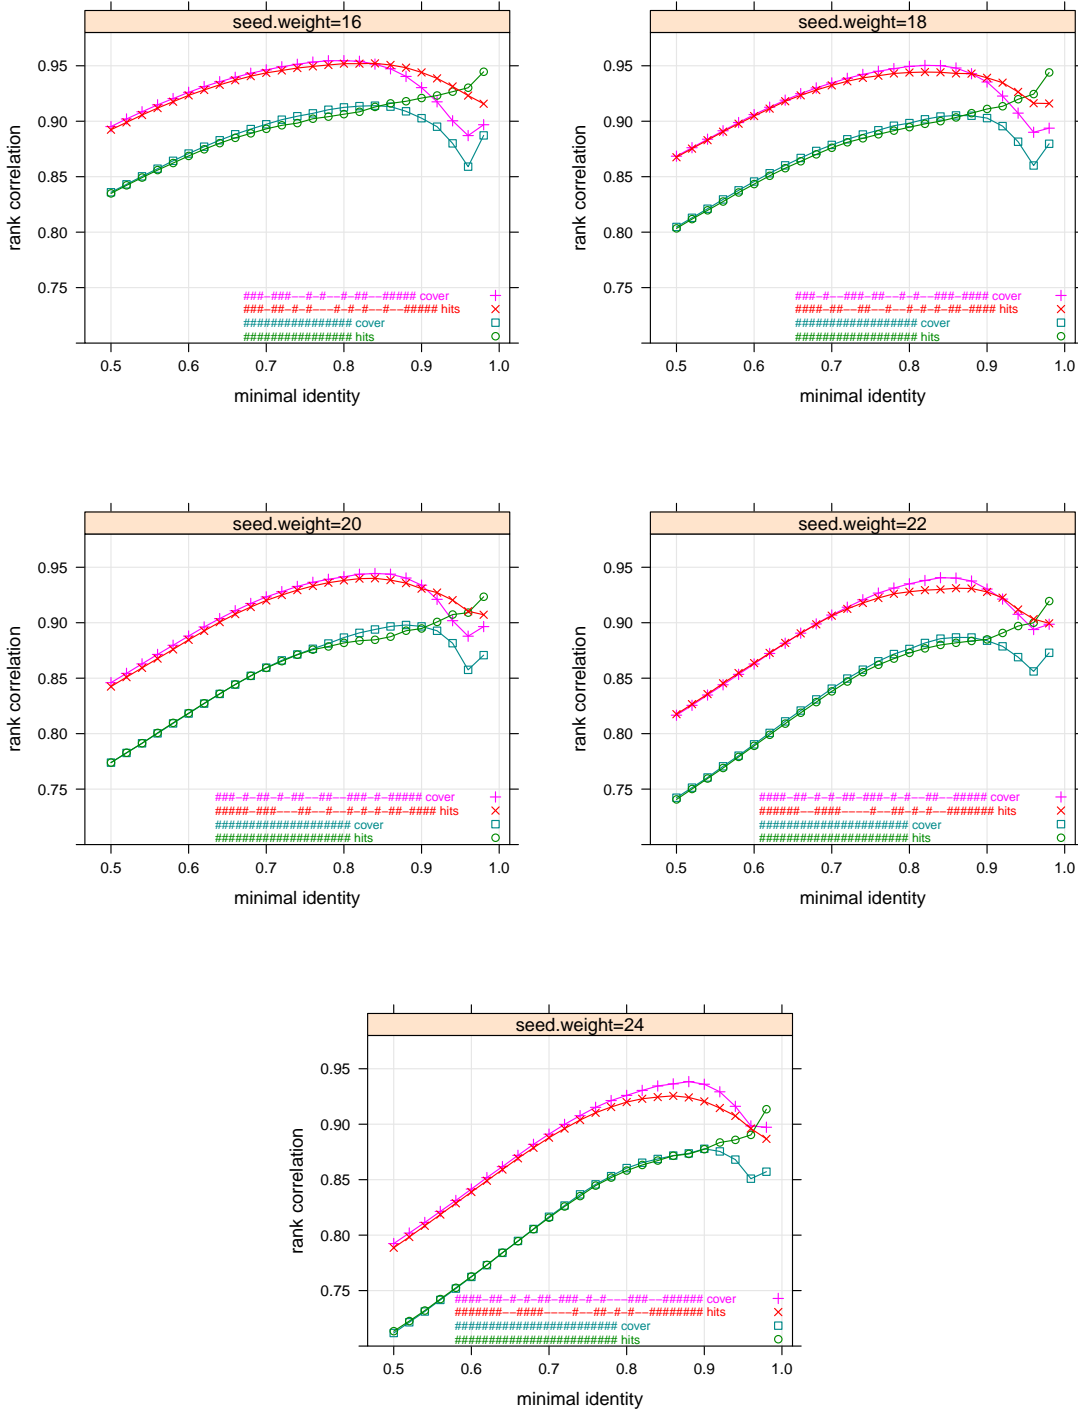 seed.weight=16
0.95
0.90
0.85
0.80
0.75
rank correlation
###-###--#-#--#-##--##### cover
###-##-#-#---#-#-#--#--##### hits
################ cover
################ hits
0.5 0.6 0.7 0.8 0.9 1.0
minimal identity
seed.weight=18
0.95
0.90
0.85
0.80
0.75
rank correlation
###-#--###-##--#-#--###-#### cover
####-##--##--#--#-#-#-##-#### hits
################## cover
################## hits
0.5 0.6 0.7 0.8 0.9 1.0
minimal identity
seed.weight=20
0.95
0.90
0.85
0.80
0.75
rank correlation
###-#-##-#-##--##--###-#-##### cover
#####-###---##--#--#-#-#-##-#### hits
#################### cover
#################### hits
0.5 0.6 0.7 0.8 0.9 1.0
minimal identity
seed.weight=22
0.95
0.90
0.85
0.80
0.75
rank correlation
####-##-#-##-###-#-#--##--##### cover
######--####----#--##-#-#--####### hits
###################### cover
###################### hits
0.5 0.6 0.7 0.8 0.9 1.0
minimal identity
seed.weight=24
0.95
0.90
0.85
0.80
0.75
rank correlation
####-##-#-#-##-###-#-#---###--###### cover
#######--####----#--##-#-#--######## hits
######################## cover
######################## hits
0.5 0.6 0.7 0.8 0.9 1.0
minimal identity